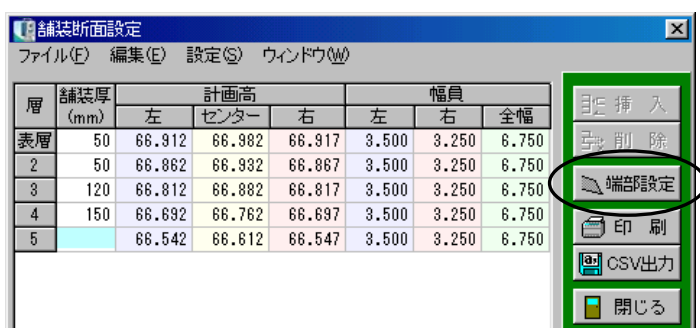 舗装断面設定
ファイル(F) 編集(E) 設定(S) ウィンドウ(W)
層 舗装厚(mm) 計画高 幅員
左 センター 右 左 右 全幅
表層 50 66.912 66.982 66.917 3.500 3.250 6.750
2 50 66.862 66.932 66.867 3.500 3.250 6.750
3 120 66.812 66.882 66.817 3.500 3.250 6.750
4 150 66.692 66.762 66.697 3.500 3.250 6.750
5 66.542 66.612 66.547 3.500 3.250 6.750
挿 入
削 除
端部設定
印 刷
CSV出力
閉じる